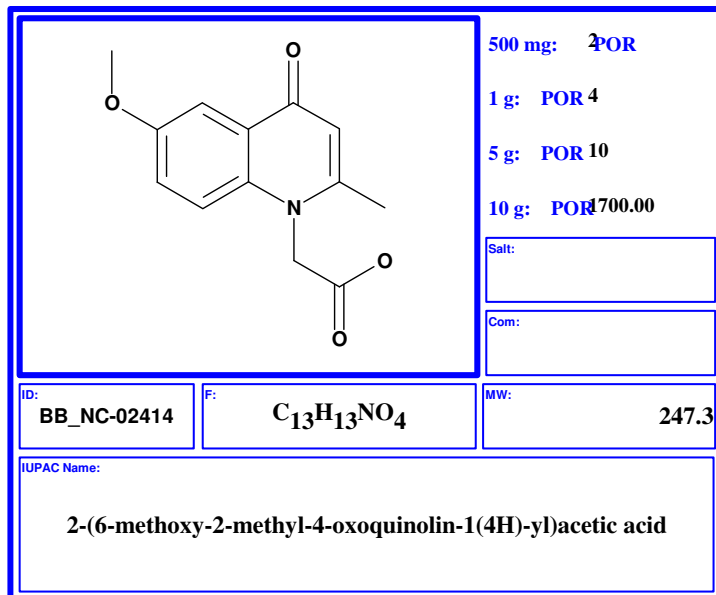 O
O
N
O
O
500 mg: 2POR
1 g: POR 4
5 g: POR 10
10 g: POR1700.00
Salt:
Com:
ID:
BB_NC-02414
F:
C13H13NO4
MW:
247.3
IUPAC Name:
2-(6-methoxy-2-methyl-4-oxoquinolin-1(4H)-yl)acetic acid